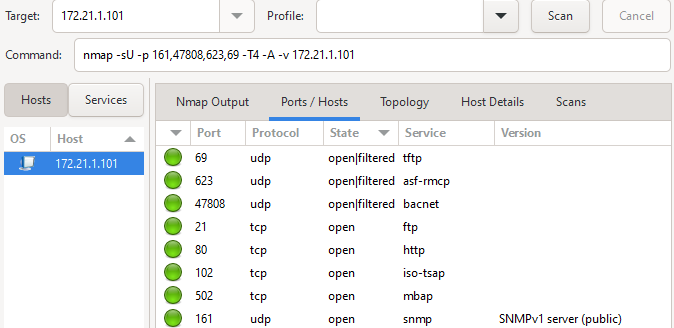 Target: 172.21.1.101 Profile: Scan Cancel
Command: nmap -sU -p 161,47808,623,69 -T4 -A -v 172.21.1.101
Hosts Services Nmap Output Ports / Hosts Topology Host Details Scans
OS Host Port Protocol State Service Version
172.21.1.101
69 udp open|filtered tftp
623 udp open|filtered asf-rmcp
47808 udp open|filtered bacnet
21 tcp open ftp
80 tcp open http
102 tcp open iso-tsap
502 tcp open mbap
161 udp open snmp SNMPv1 server (public)